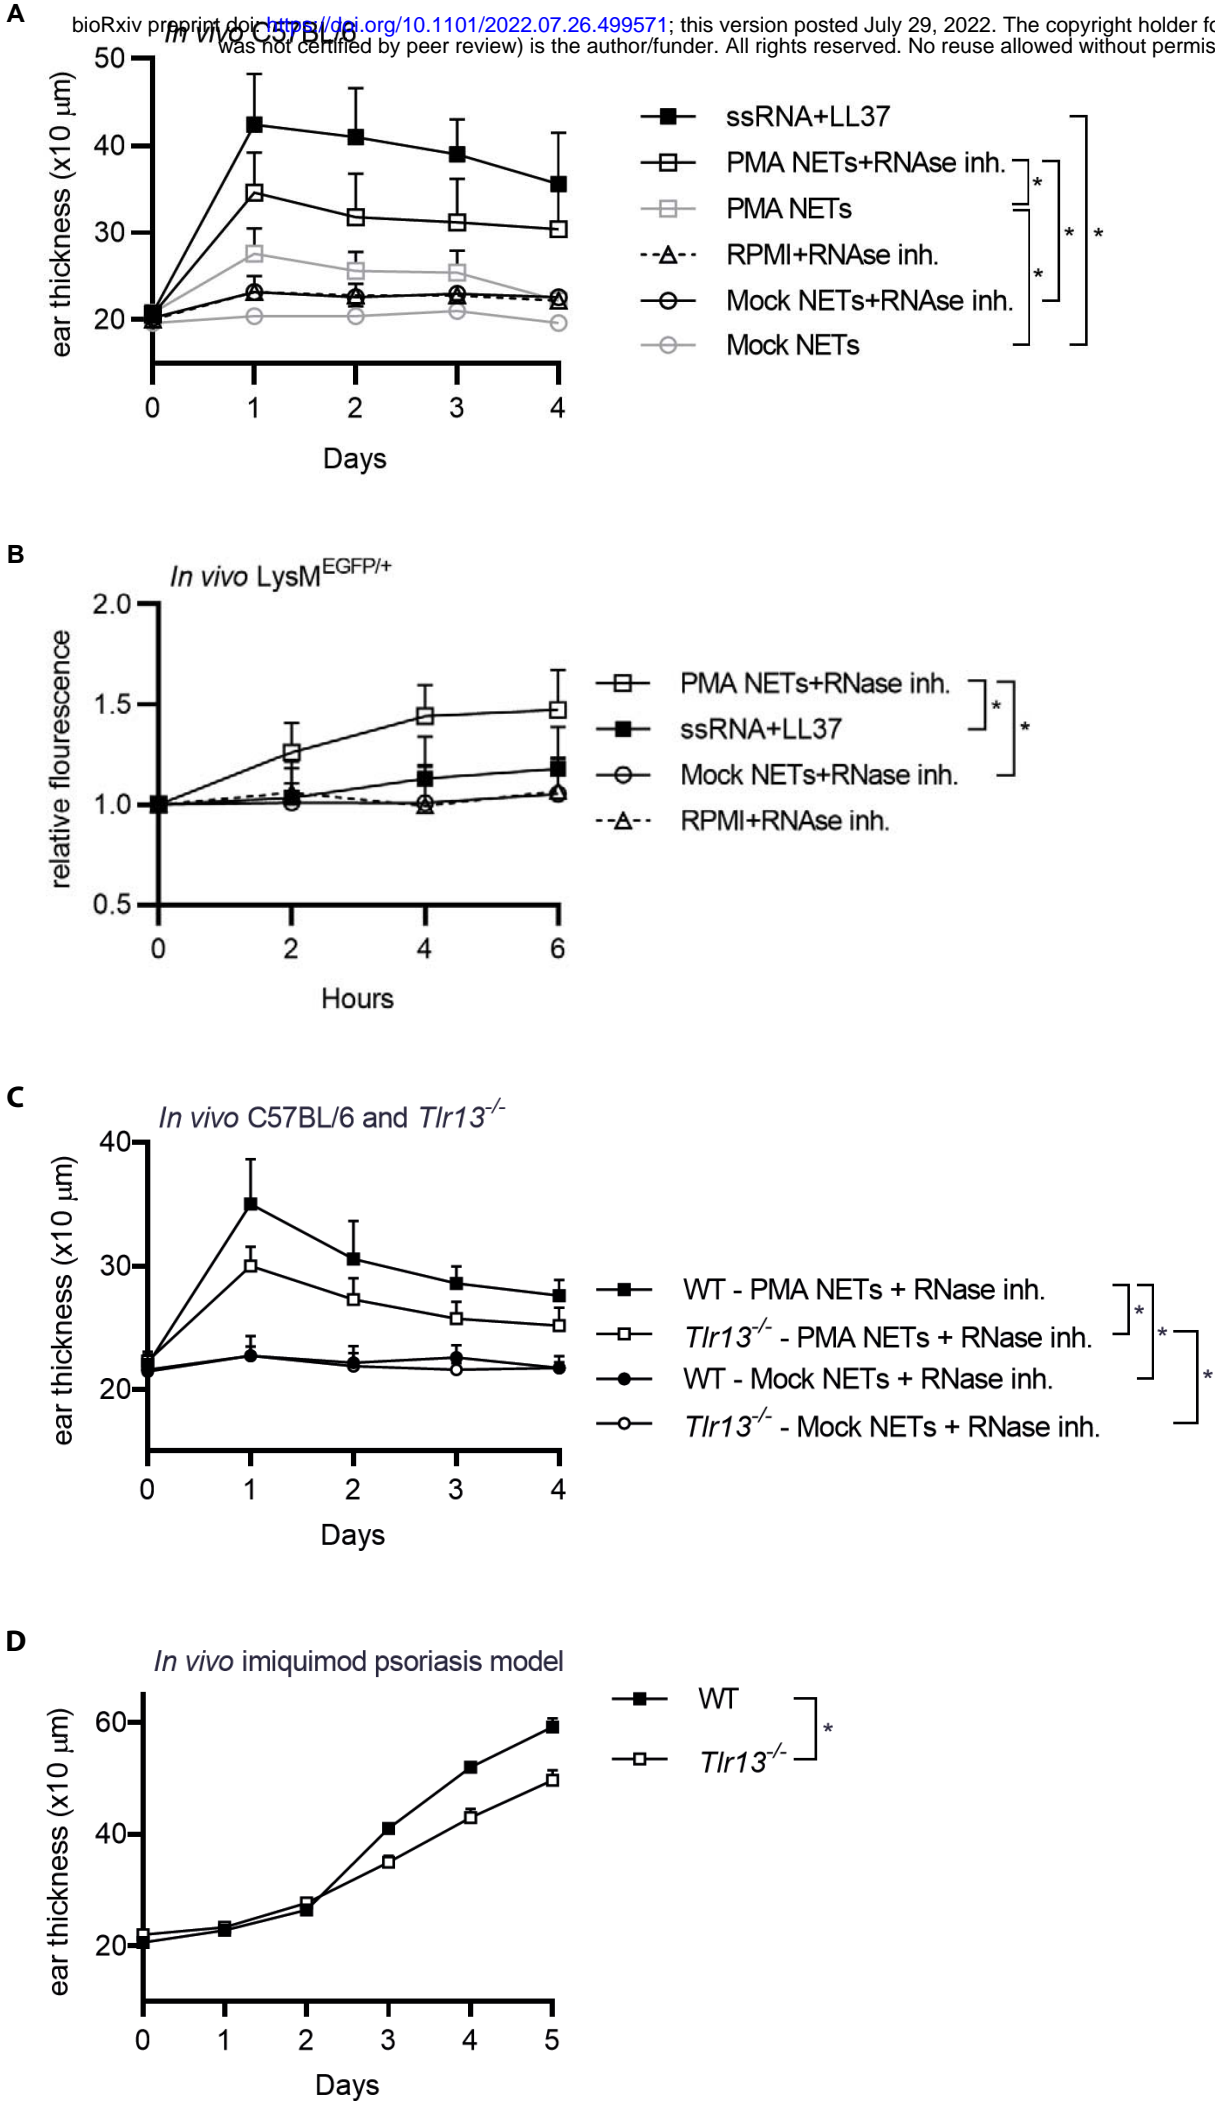 A
bioRxiv preprint doi: https://doi.org/10.1101/2022.07.26.499571; this version posted July 29, 2022. The copyright holder fo
was not certified by peer review) is the author/funder. All rights reserved. No reuse allowed without permis
In vivo C57BL/6
50
40
30
20
ear thickness (x10 μm)
0 1 2 3 4
Days
ssRNA+LL37
PMA NETs+RNAse inh.
PMA NETs
RPMI+RNAse inh.
Mock NETs+RNAse inh.
Mock NETs
* * * *
B
In vivo LysM^EGFP/+
2.0
1.5
1.0
0.5
relative flourescence
0 2 4 6
Hours
PMA NETs+RNase inh.
ssRNA+LL37
Mock NETs+RNase inh.
RPMI+RNAse inh.
* *
C
In vivo C57BL/6 and Tlr13^-/-
40
30
20
ear thickness (x10 μm)
0 1 2 3 4
Days
WT - PMA NETs + RNase inh.
Tlr13^-/- - PMA NETs + RNase inh.
WT - Mock NETs + RNase inh.
Tlr13^-/- - Mock NETs + RNase inh.
* * *
D
In vivo imiquimod psoriasis model
60
40
20
ear thickness (x10 μm)
0 1 2 3 4 5
Days
WT
Tlr13^-/-
*